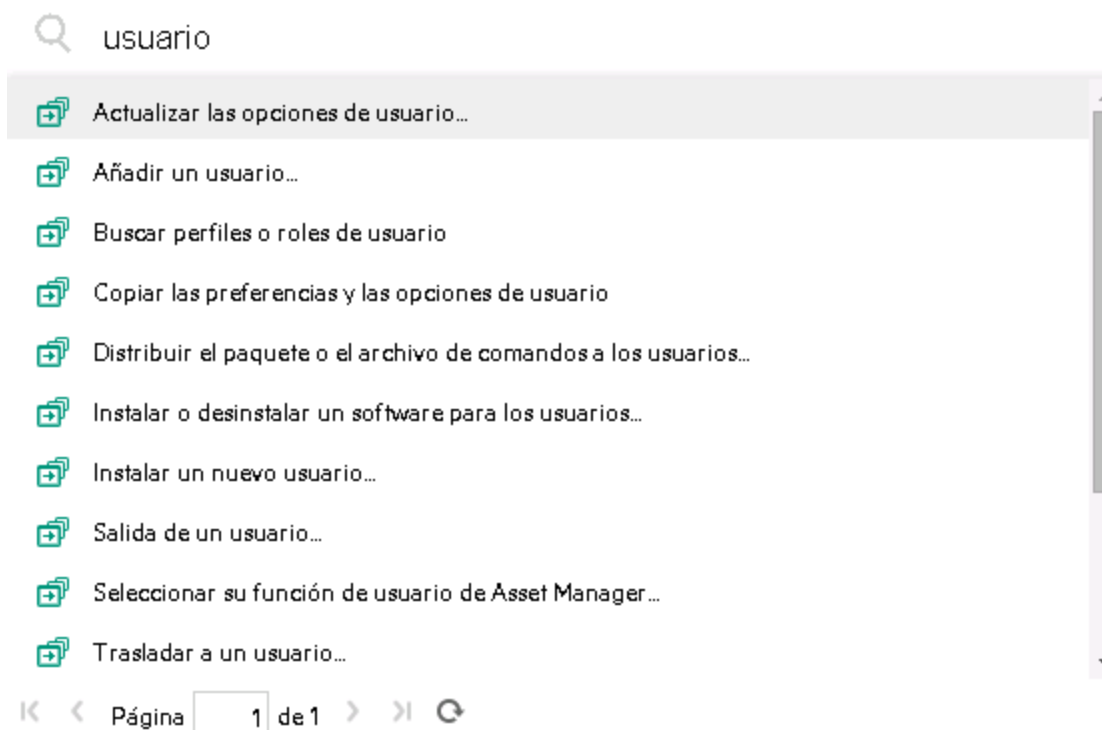 usuario
Actualizar las opciones de usuario...
Añadir un usuario...
Buscar perfiles o roles de usuario
Copiar las preferencias y las opciones de usuario
Distribuir el paquete o el archivo de comandos a los usuarios...
Instalar o desinstalar un software para los usuarios...
Instalar un nuevo usuario...
Salida de un usuario...
Seleccionar su función de usuario de Asset Manager...
Trasladar a un usuario...
Página 1 de 1